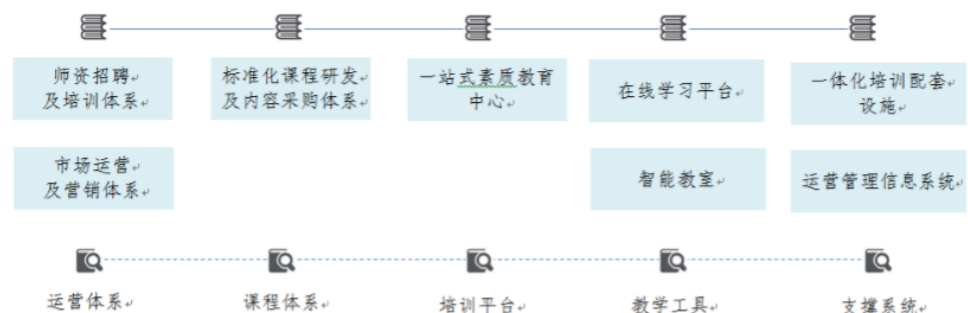 师资招聘
及培训体系
标准化课程研发
及内容采购体系
一站式素质教育
中心
在线学习平台
一体化培训配套
设施
市场运营
及营销体系
智能教室
运营管理信息系统
运营体系
课程体系
培训平台
教学工具
支撑系统